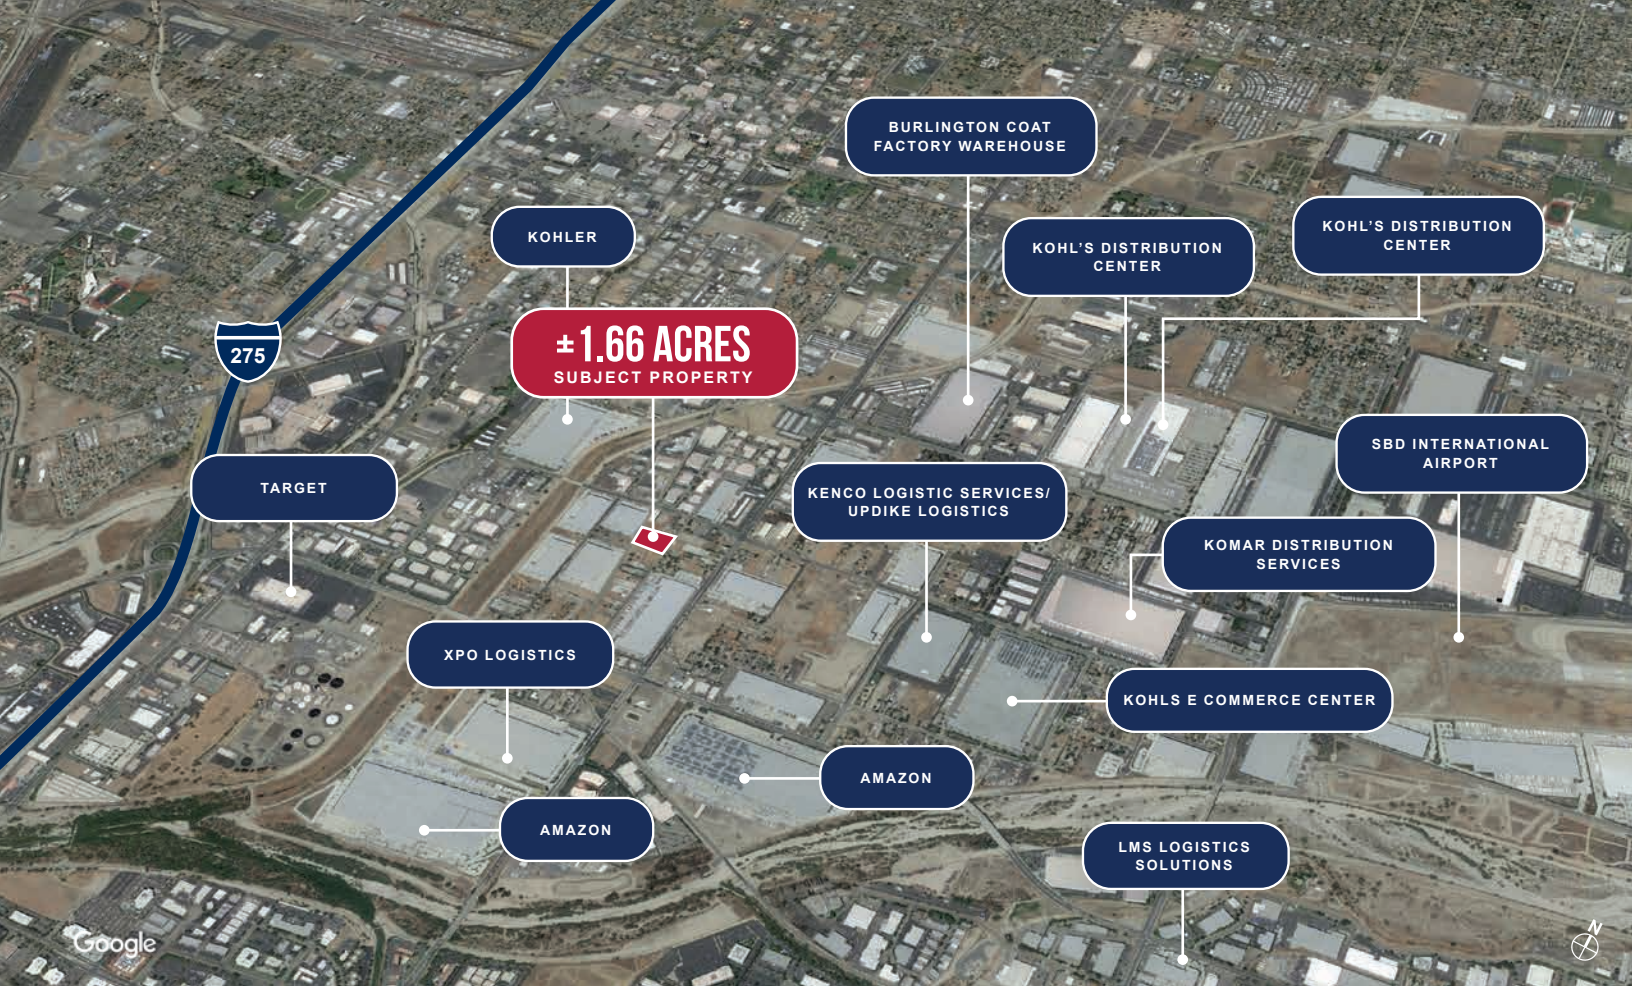 BURLINGTON COAT
FACTORY WAREHOUSE
KOHLER
KOHL'S DISTRIBUTION
CENTER
KOHL'S DISTRIBUTION
CENTER
275
±1.66 ACRES
SUBJECT PROPERTY
TARGET
KENCO LOGISTIC SERVICES/
UPDIKE LOGISTICS
SBD INTERNATIONAL
AIRPORT
KOMAR DISTRIBUTION
SERVICES
XPO LOGISTICS
KOHLS E COMMERCE CENTER
AMAZON
AMAZON
LMS LOGISTICS
SOLUTIONS
Google
N